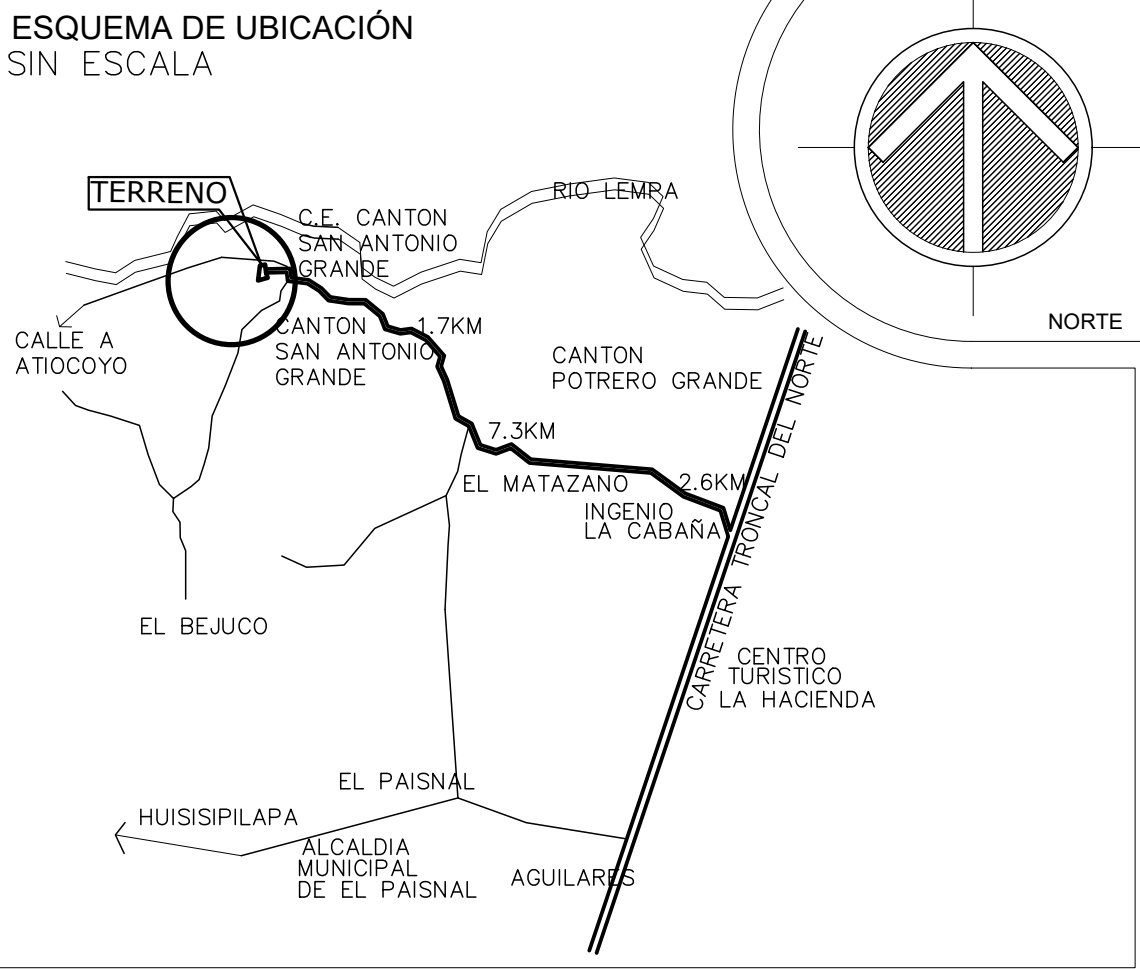 ESQUEMA DE UBICACIÓN
SIN ESCALA
TERRENO
RIO LEMPA
C.E. CANTON
SAN ANTONIO
GRANDE
NORTE
CALLE A
ATIOCOYO
CANTON
SAN ANTONIO
GRANDE
1.7KM
CANTON
POTRERO GRANDE
7.3KM
EL MATAZANO
2.6KM
INGENIO
LA CABAÑA
CARRETERA TRONCAL DEL NORTE
EL BEJUCO
CENTRO
TURISTICO
LA HACIENDA
EL PAISNAL
HUISISIPILAPA
ALCALDIA
MUNICIPAL
DE EL PAISNAL
AGUILARES